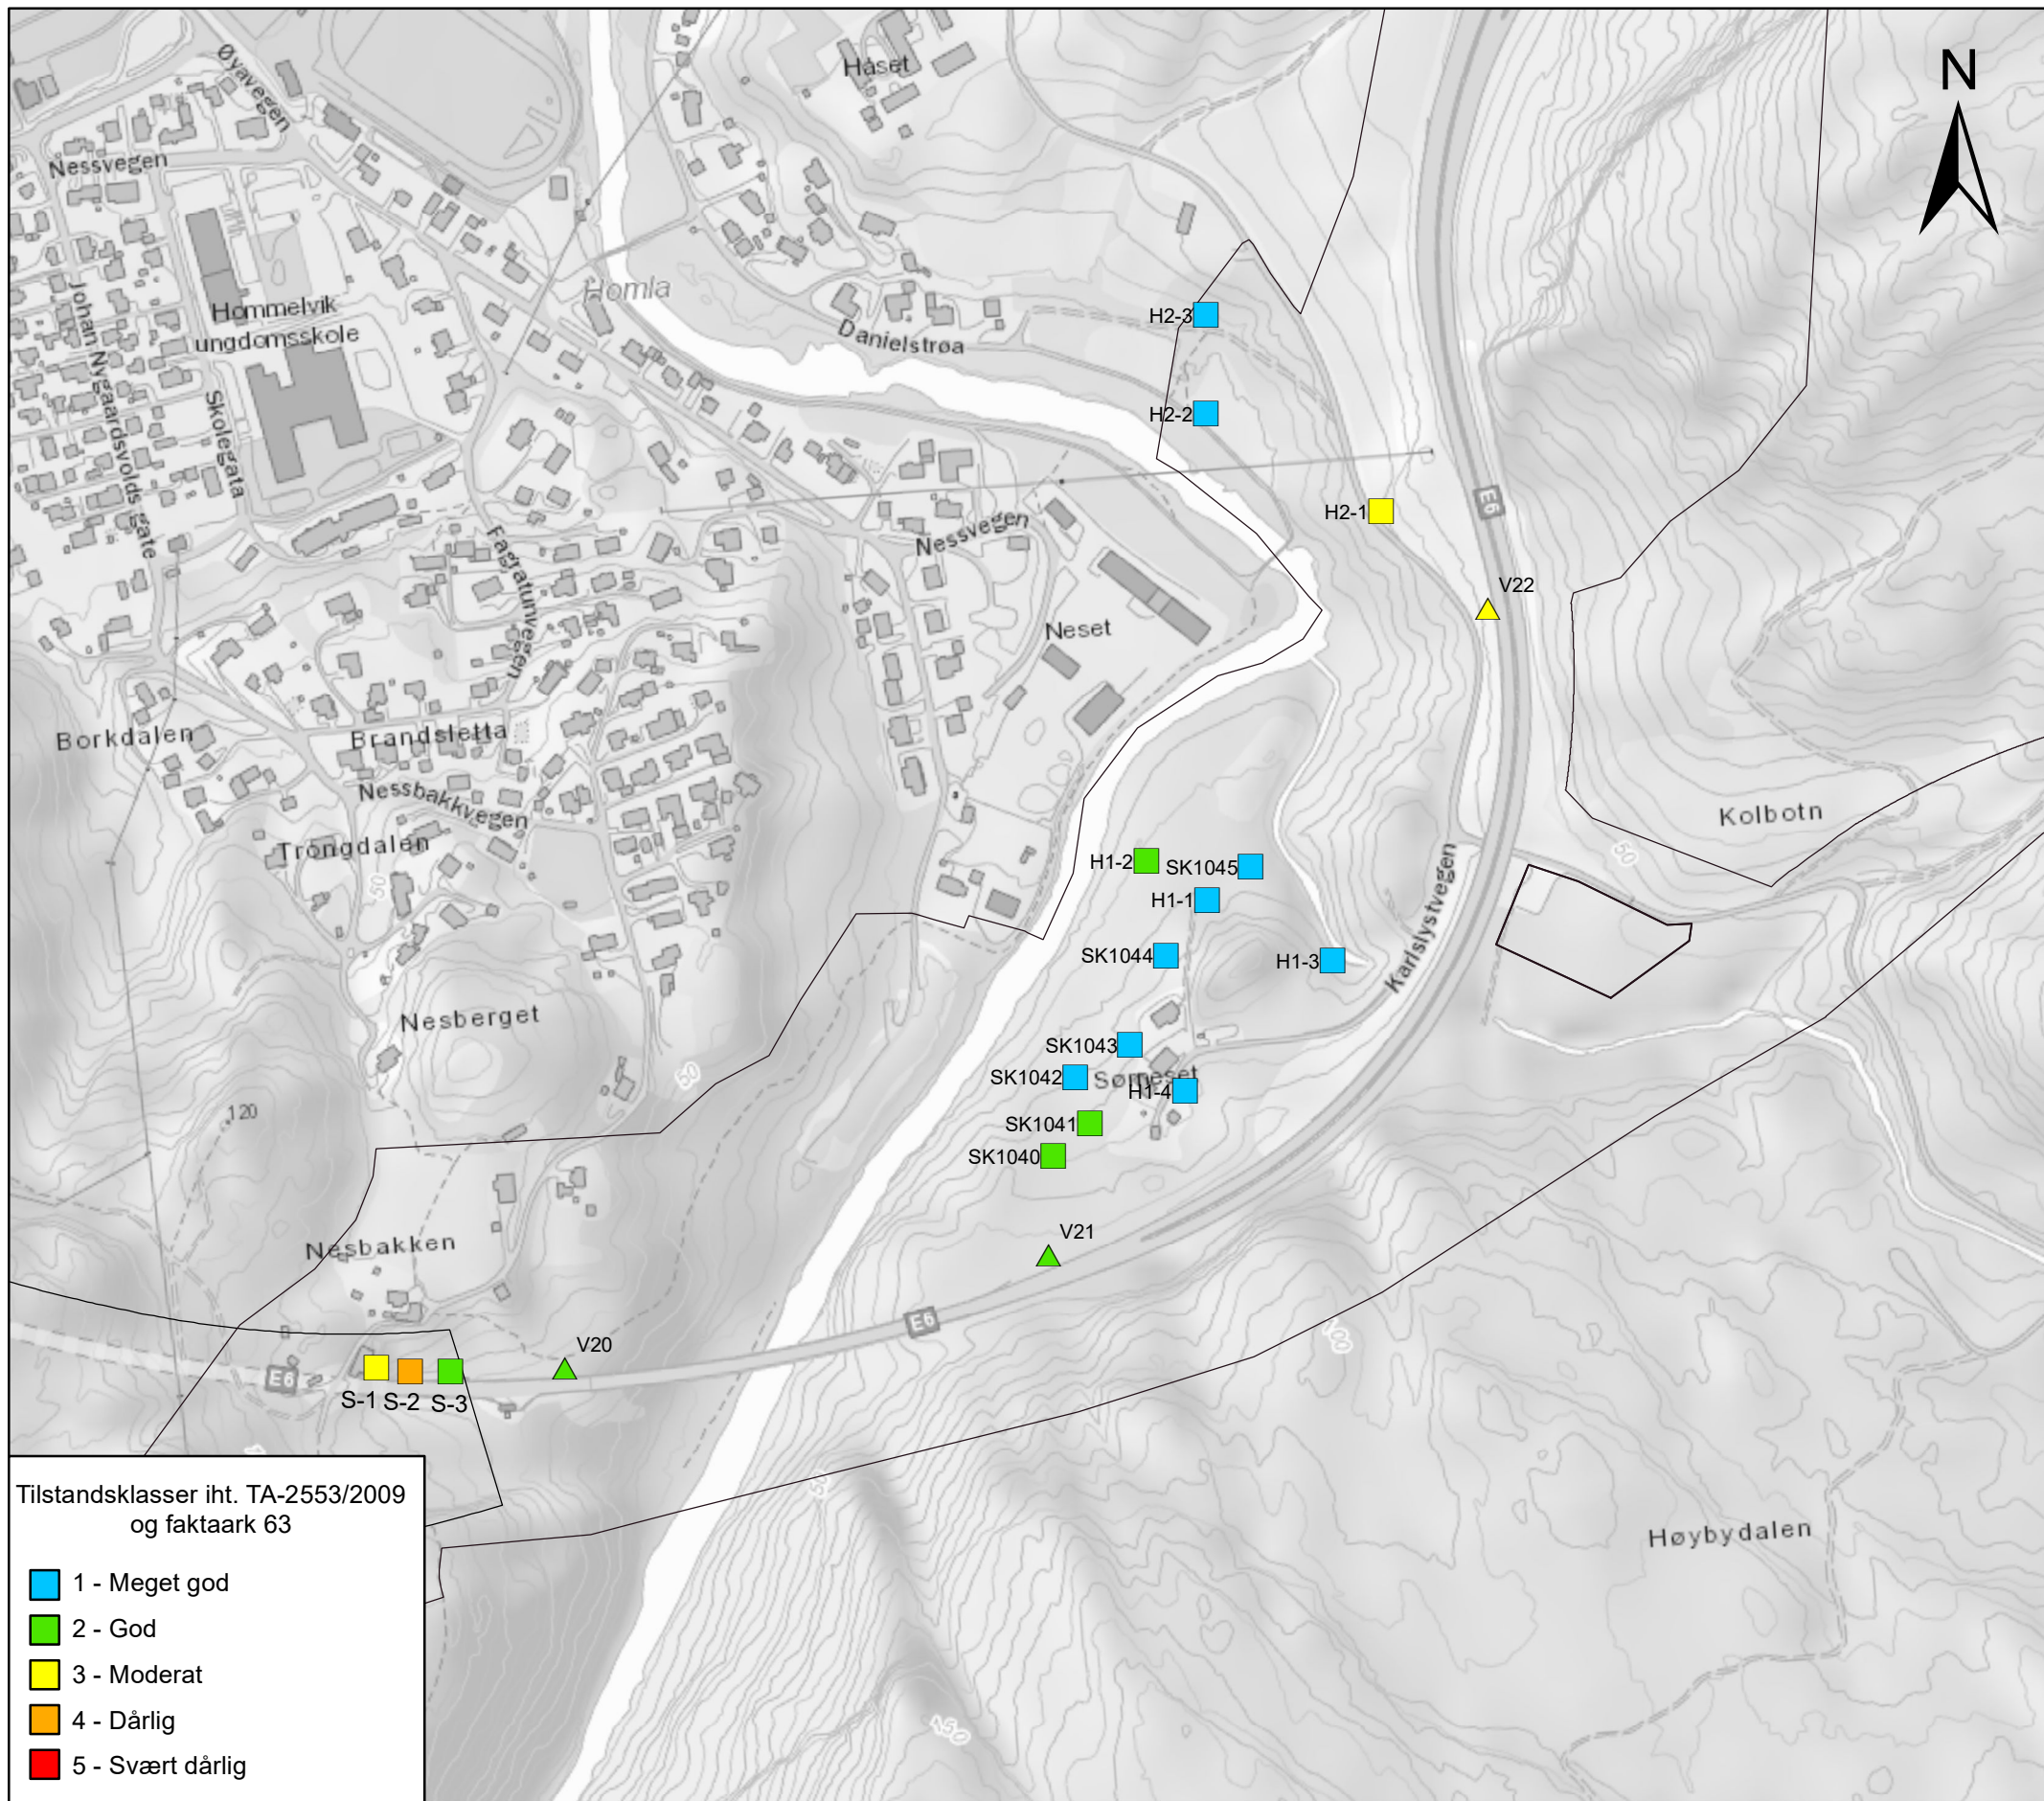 N
Håset
Øyavegen
Nessvegen
Homla
Hommelvik
ungdomsskole
Johan Nygaardsvolds gate
Skolegata
Danielstrøa
H2-3
H2-2
H2-1
E6
V22
Nessvegen
Neset
Fagratunvegen
Borkdalen
Brandsletta
Nessbakkvegen
Trongdalen
50
Kolbotn
50
Karlslystvegen
H1-2
SK1045
H1-1
SK1044
H1-3
Nesberget
SK1043
SK1042
Sørneset
H1-4
50
120
SK1041
SK1040
V21
Nesbakken
E6
100
V20
E6
S-1
S-2
S-3
50
Høybydalen
150
Tilstandsklasser iht. TA-2553/2009
og faktaark 63
1 - Meget god
2 - God
3 - Moderat
4 - Dårlig
5 - Svært dårlig